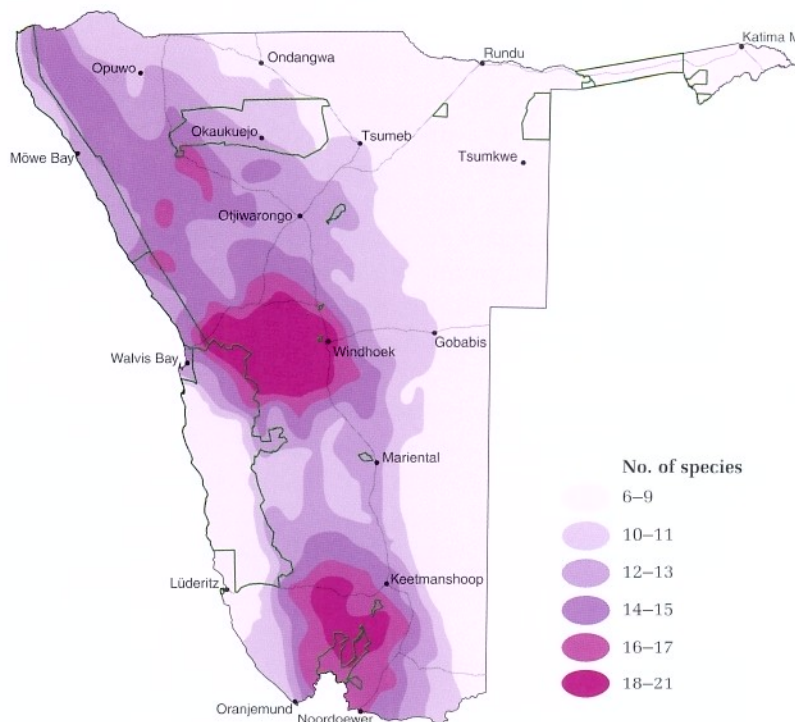 Ondangwa
Rundu
Katima M
Opuwo
Okaukuejo
Tsumeb
Möwe Bay
Tsumkwe
Otjiwarongo
Windhoek
Gobabis
Walvis Bay
Mariental
Lüderitz
Keetmanshoop
Oranjemund
Noordoewer
No. of species
6–9
10–11
12–13
14–15
16–17
18–21